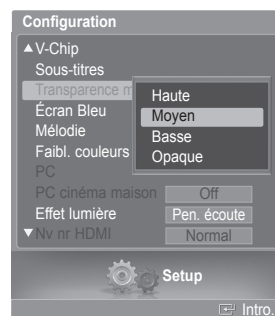 Configuration
▲V-Chip
Sous-titres
Transparence m
Haute
Écran Bleu
Moyen
Mélodie
Basse
Faibl. couleurs
Opaque
PC
PC cinéma maison Off
Effet lumière Pen. écoute
▼Nv nr HDMI Normal
Setup
Intro.